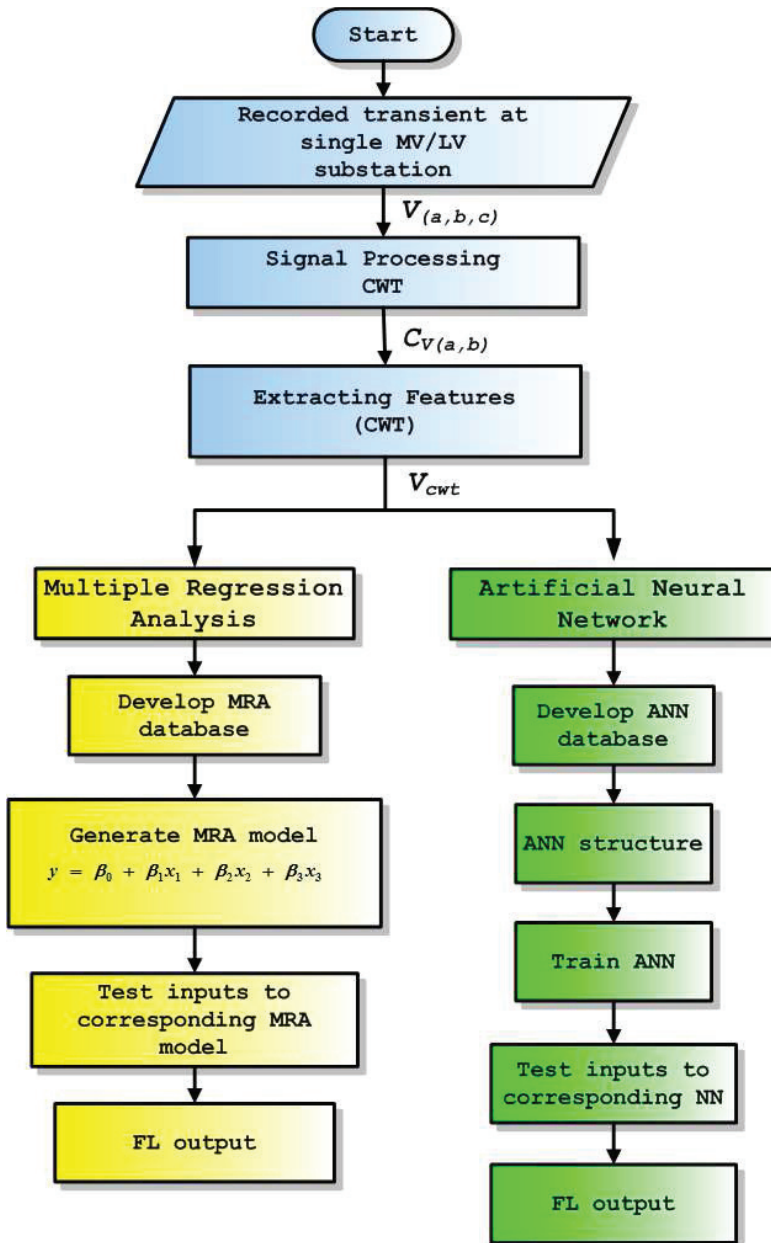 Start
Recorded transient at
single MV/LV
substation
V(a,b,c)
Signal Processing
CWT
CV(a,b)
Extracting Features
(CWT)
Vcwt
Multiple Regression
Analysis
Develop MRA
database
Generate MRA model
y = β0 + β1x1 + β2x2 + β3x3
Test inputs to
corresponding MRA
model
FL output
Artificial Neural
Network
Develop ANN
database
ANN structure
Train ANN
Test inputs to
corresponding NN
FL output